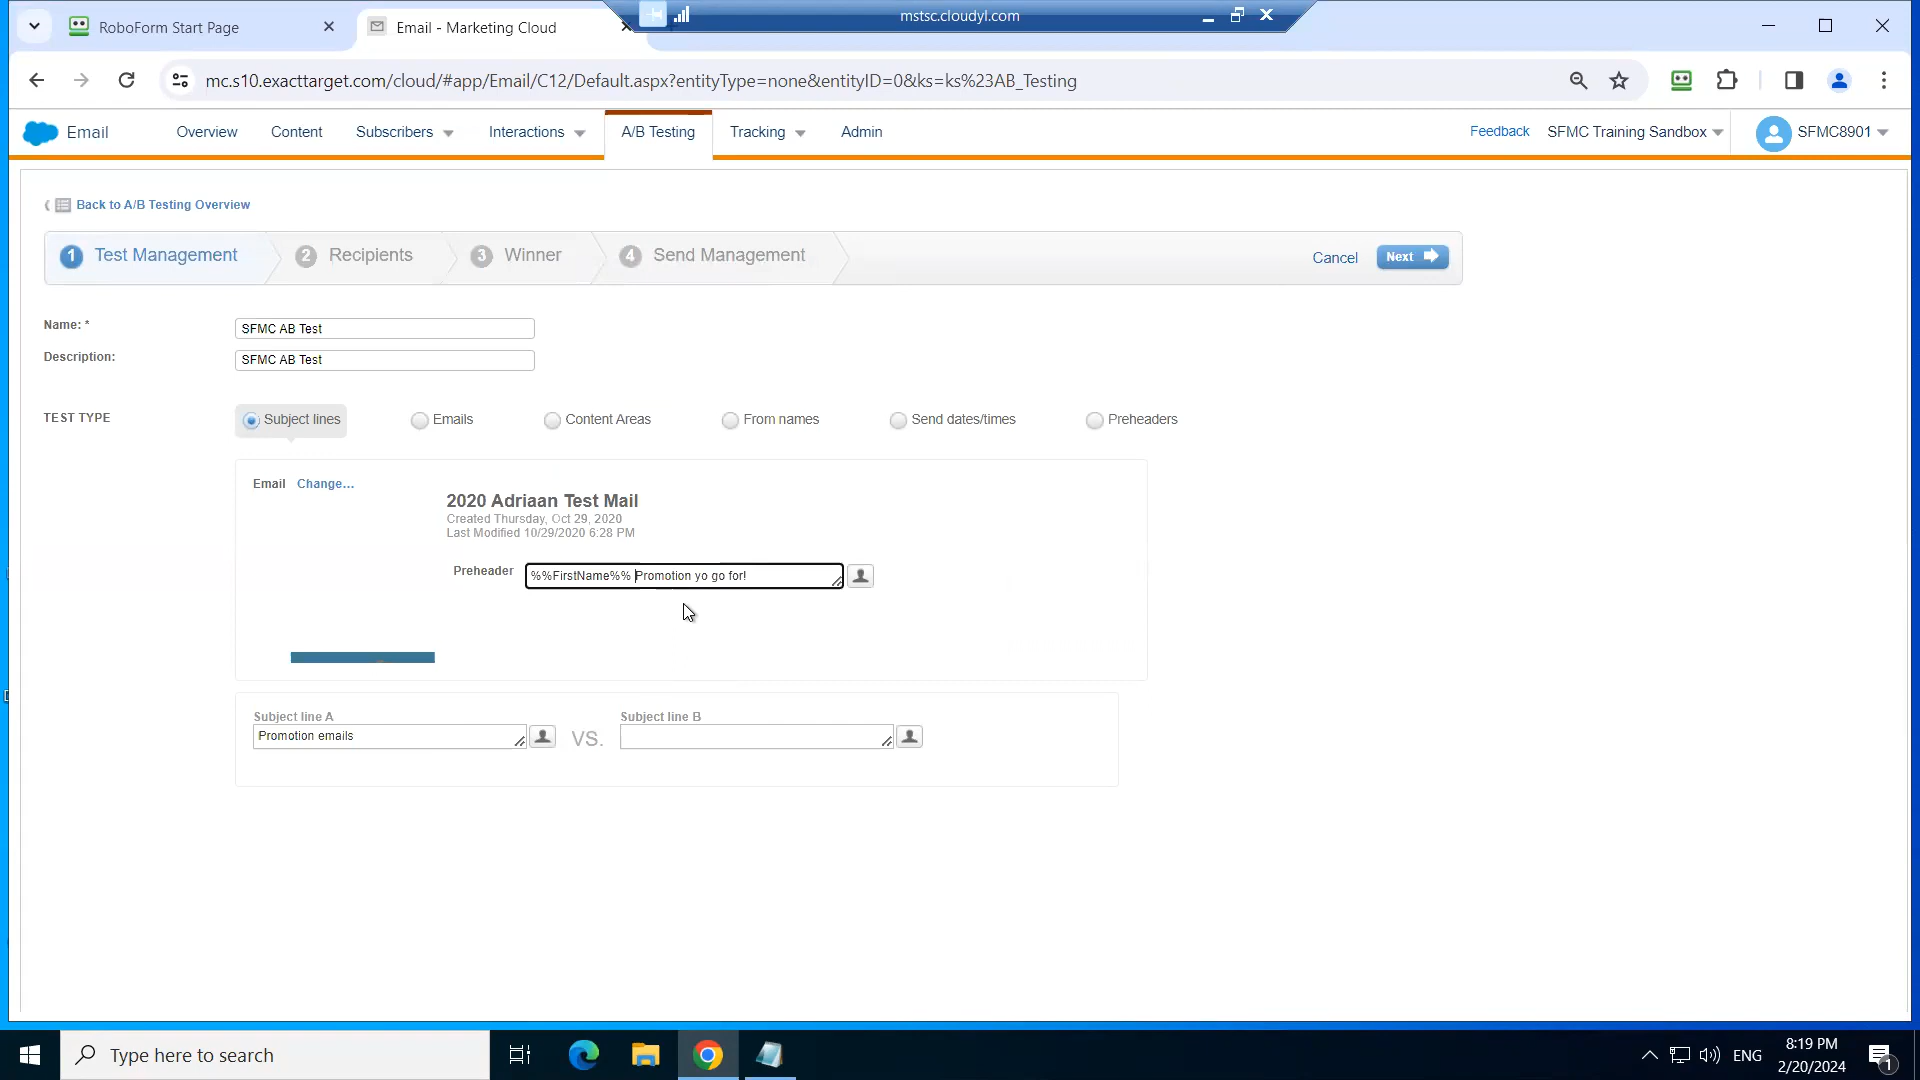 RoboForm Start Page
Email - Marketing Cloud
mstsc.cloudyl.com
mc.s10.exacttarget.com/cloud/#app/Email/C12/Default.aspx?entityType=none&entityID=0&ks=ks%23AB_Testing
Email
Overview
Content
Subscribers
Interactions
A/B Testing
Tracking
Admin
Feedback
SFMC Training Sandbox
SFMC8901
Back to A/B Testing Overview
1 Test Management
2 Recipients
3 Winner
4 Send Management
Cancel
Next
Name: *
SFMC AB Test
Description:
SFMC AB Test
TEST TYPE
Subject lines
Emails
Content Areas
From names
Send dates/times
Preheaders
Email Change...
2020 Adriaan Test Mail
Created Thursday, Oct 29, 2020
Last Modified 10/29/2020 6:28 PM
Preheader
%%FirstName%% Promotion yo go for!
Subject line A
Promotion emails
VS.
Subject line B
Type here to search
ENG
8:19 PM
2/20/2024
1